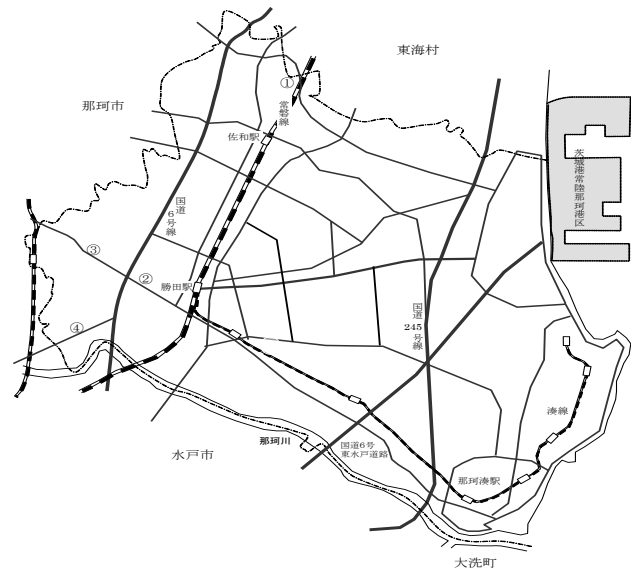 東海村
①
常磐線
那珂市
佐和駅
茨城港常陸那珂港区
国道
6号線
③
②
勝田駅
④
国道
245号線
湊線
那珂川
国道6号
東水戸道路
水戸市
那珂湊駅
大洗町